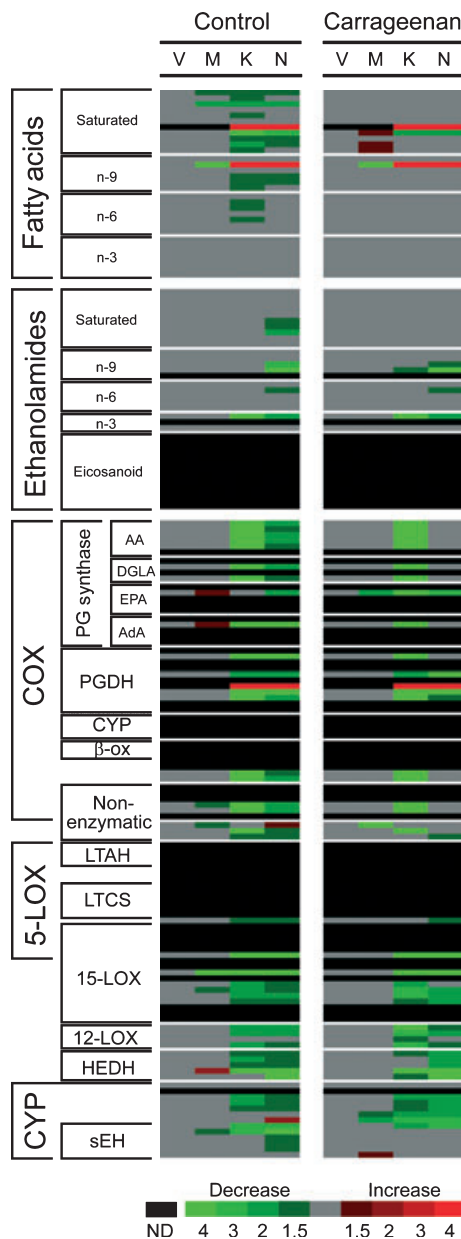 Control Carrageenan
V M K N V M K N
Fatty acids
Saturated
n-9
n-6
n-3
Ethanolamides
Saturated
n-9
n-6
n-3
Eicosanoid
COX
PG synthase
AA
DGLA
EPA
AdA
PGDH
CYP
β-ox
Non-
enzymatic
5-LOX
LTAH
LTCS
15-LOX
12-LOX
HEDH
CYP
sEH
Decrease Increase
ND 4 3 2 1.5 1.5 2 3 4